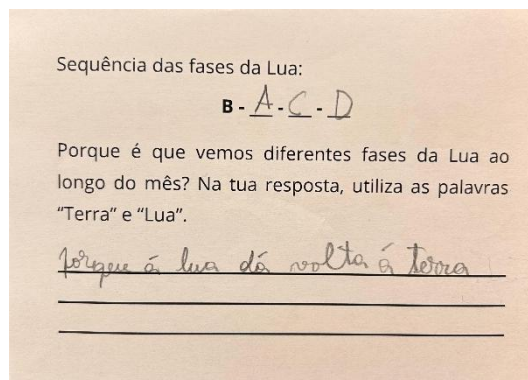 Sequência das fases da Lua:
B - A - C - D
Porque é que vemos diferentes fases da Lua ao
longo do mês? Na tua resposta, utiliza as palavras
“Terra” e “Lua”.
porque á lua dá volta á terra